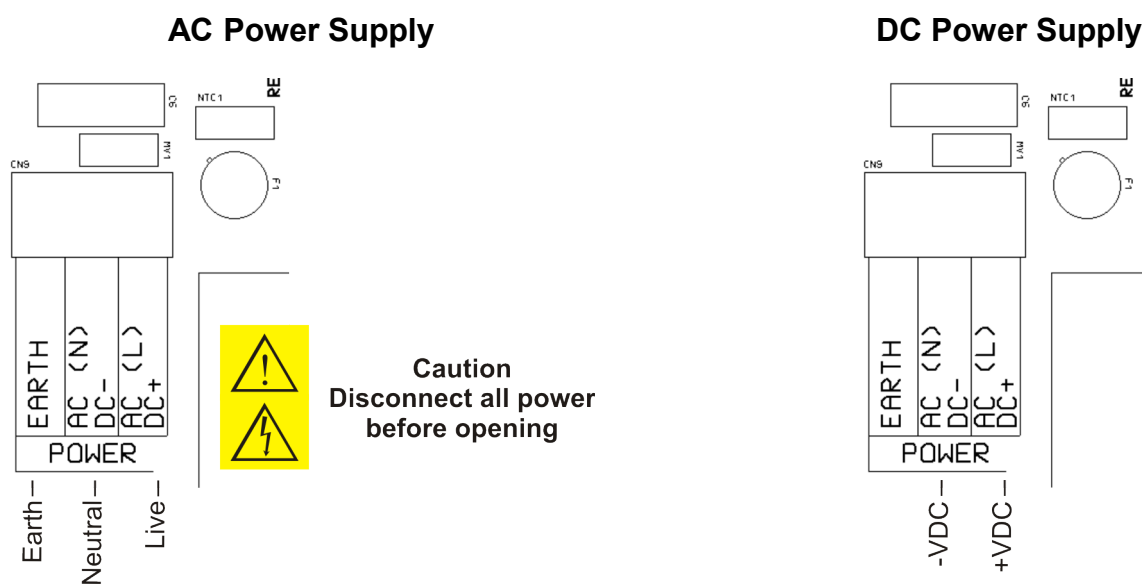 AC Power Supply
C6
NTC1
RE
MV1
CN9
F1
EARTH
AC (N)
DC-
AC (L)
DC+
POWER
Earth
Neutral
Live
Caution
Disconnect all power
before opening
DC Power Supply
C6
NTC1
RE
MV1
CN9
F1
EARTH
AC (N)
DC-
AC (L)
DC+
POWER
-VDC
+VDC